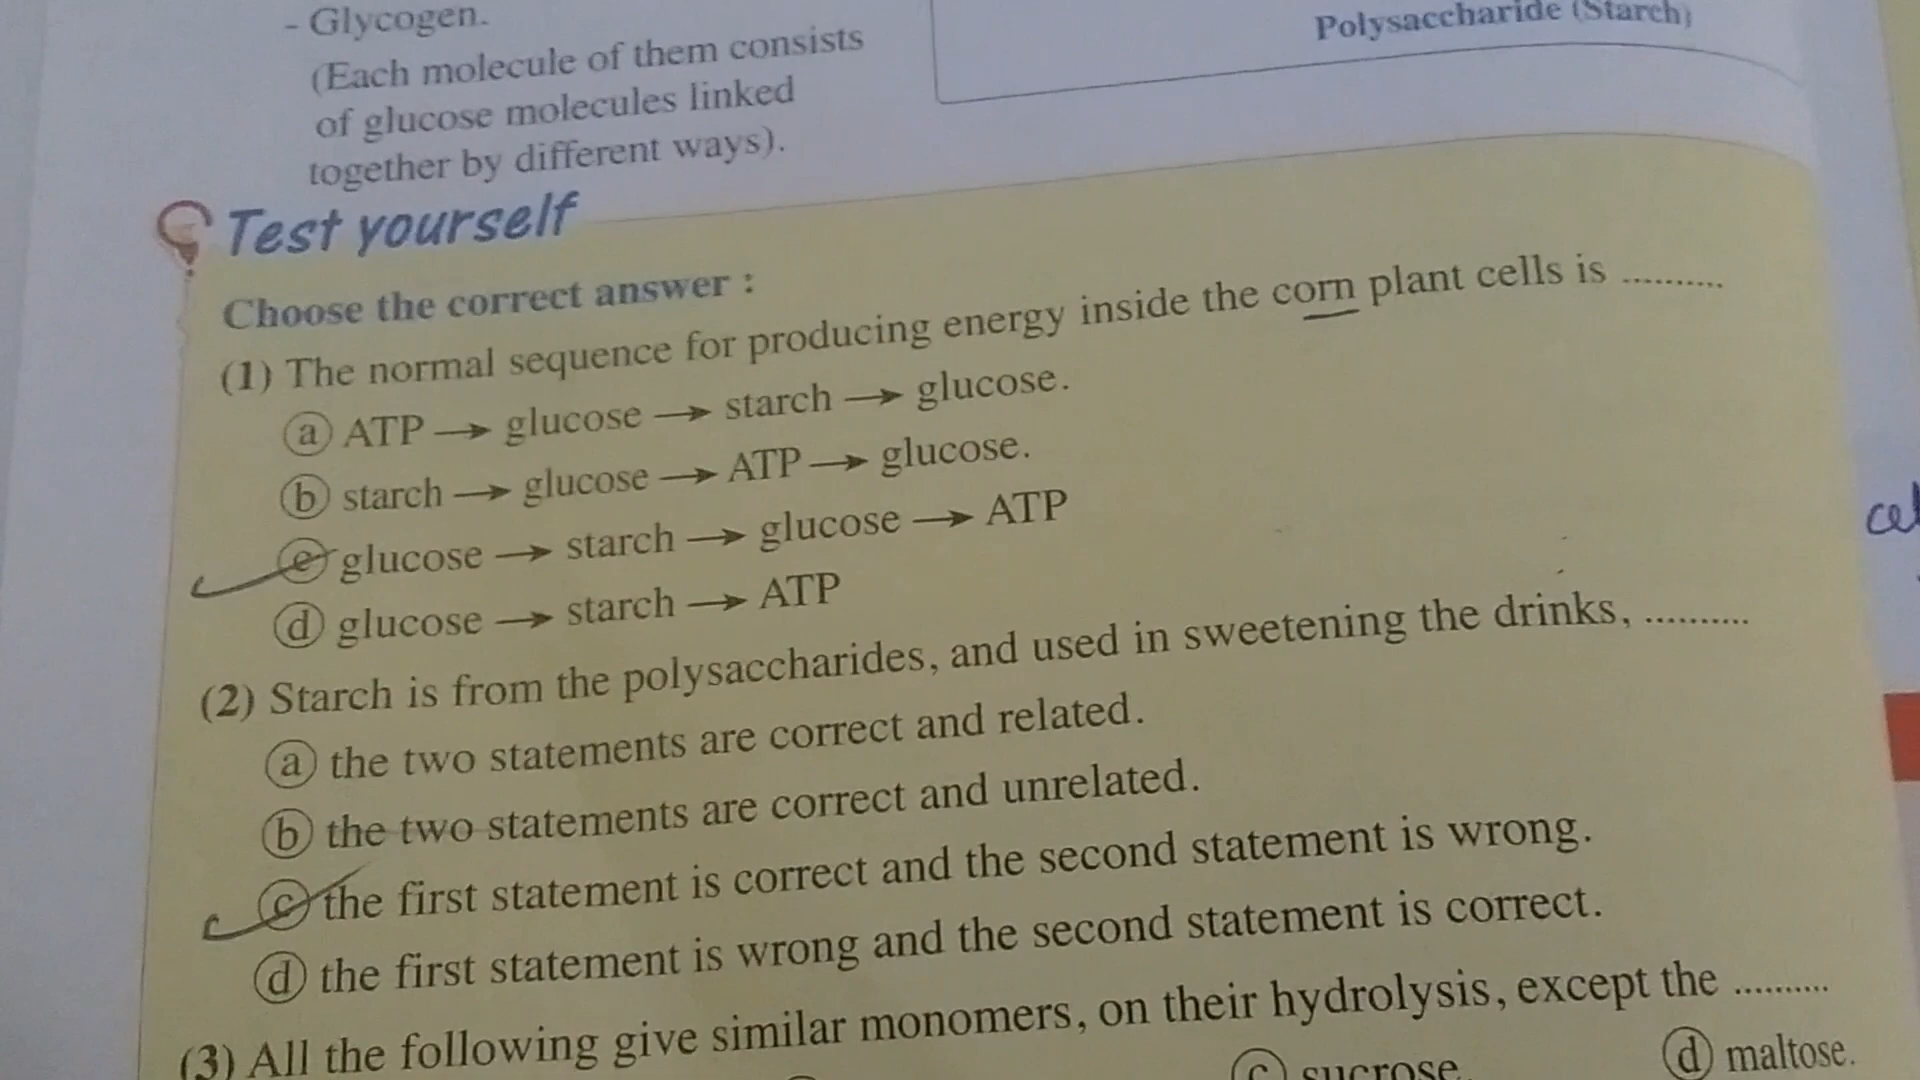 - Glycogen.
(Each molecule of them consists
of glucose molecules linked
together by different ways).
Polysaccharide (Starch)
Test yourself
Choose the correct answer :
(1) The normal sequence for producing energy inside the corn plant cells is ..........
a ATP → glucose → starch → glucose.
b starch → glucose → ATP → glucose.
c glucose → starch → glucose → ATP
d glucose → starch → ATP
(2) Starch is from the polysaccharides, and used in sweetening the drinks, ..........
a the two statements are correct and related.
b the two statements are correct and unrelated.
c the first statement is correct and the second statement is wrong.
d the first statement is wrong and the second statement is correct.
(3) All the following give similar monomers, on their hydrolysis, except the ..........
c sucrose. d maltose.